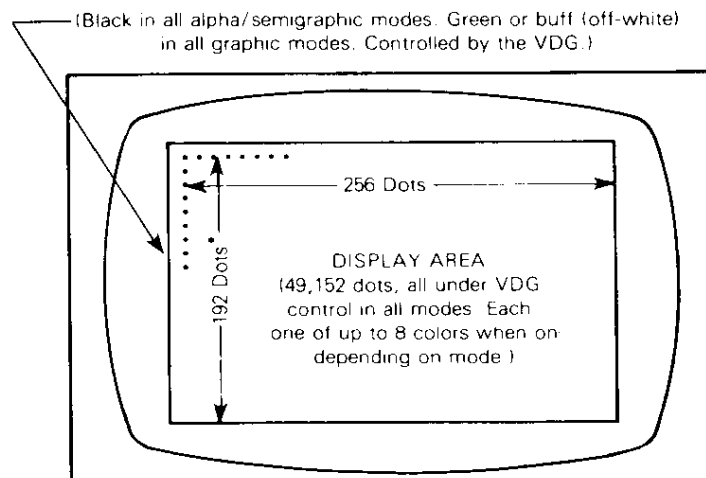 (Black in all alpha/semigraphic modes. Green or buff (off-white)
in all graphic modes. Controlled by the VDG.)
256 Dots
192 Dots*
DISPLAY AREA
(49,152 dots, all under VDG
control in all modes. Each
one of up to 8 colors when on
depending on mode.)